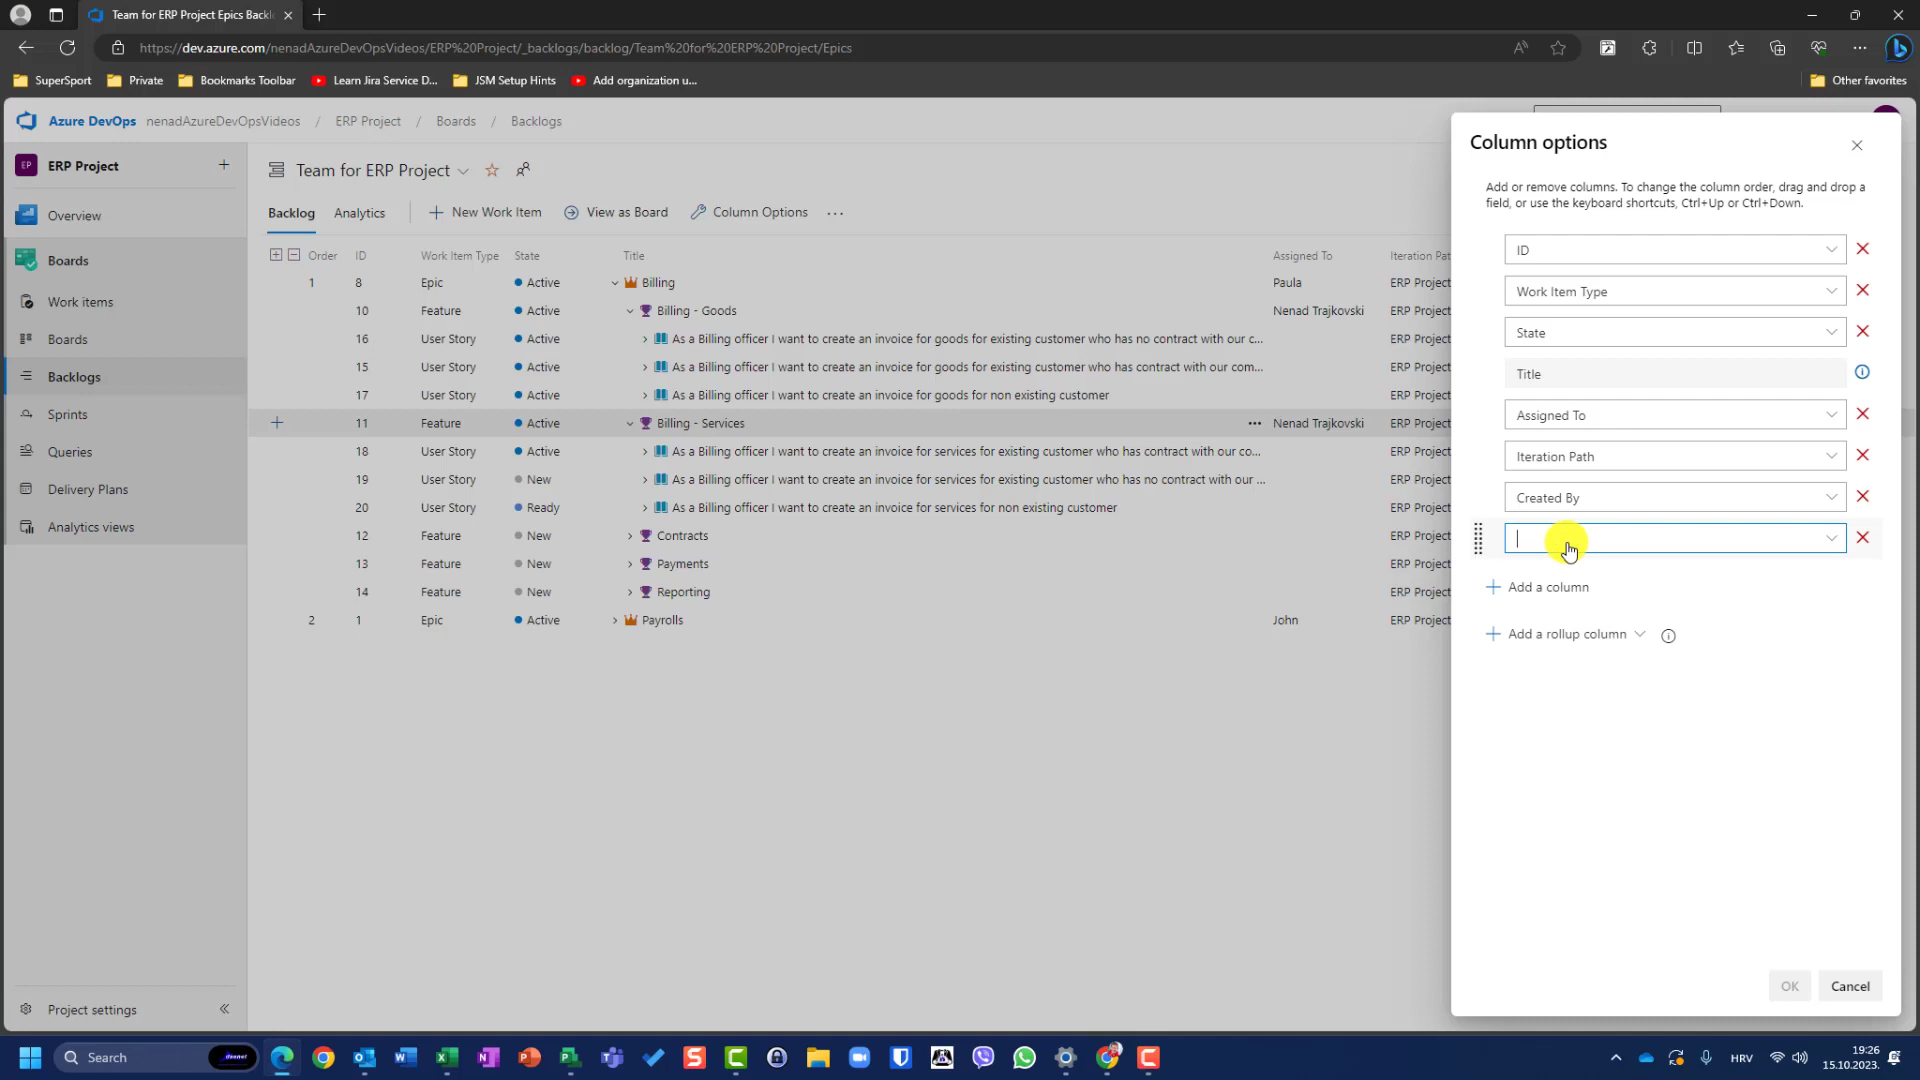 Team for ERP Project Epics Backl
https://dev.azure.com/nenadAzureDevOpsVideos/ERP%20Project/_backlogs/backlog/Team%20for%20ERP%20Project/Epics
SuperSport
Private
Bookmarks Toolbar
Learn Jira Service D...
JSM Setup Hints
Add organization u...
Other favorites
Azure DevOps nenadAzureDevOpsVideos / ERP Project / Boards / Backlogs
EP ERP Project
Overview
Boards
Work items
Boards
Backlogs
Sprints
Queries
Delivery Plans
Analytics views
Project settings
Team for ERP Project
Backlog Analytics New Work Item View as Board Column Options
Order ID Work Item Type State Title Assigned To Iteration Pat
1 8 Epic Active Billing Paula ERP Project
10 Feature Active Billing - Goods Nenad Trajkovski ERP Project
16 User Story Active As a Billing officer I want to create an invoice for goods for existing customer who has no contract with our c... ERP Project
15 User Story Active As a Billing officer I want to create an invoice for goods for existing customer who has contract with our com... ERP Project
17 User Story Active As a Billing officer I want to create an invoice for goods for non existing customer ERP Project
11 Feature Active Billing - Services Nenad Trajkovski ERP Project
18 User Story Active As a Billing officer I want to create an invoice for services for existing customer who has contract with our co... ERP Project
19 User Story New As a Billing officer I want to create an invoice for services for existing customer who has no contract with our ... ERP Project
20 User Story Ready As a Billing officer I want to create an invoice for services for non existing customer ERP Project
12 Feature New Contracts ERP Project
13 Feature New Payments ERP Project
14 Feature New Reporting ERP Project
2 1 Epic Active Payrolls John ERP Project
Column options
Add or remove columns. To change the column order, drag and drop a
field, or use the keyboard shortcuts, Ctrl+Up or Ctrl+Down.
ID
Work Item Type
State
Title
Assigned To
Iteration Path
Created By
Add a column
Add a rollup column
OK Cancel
Search
HRV
19:26
15.10.2023.